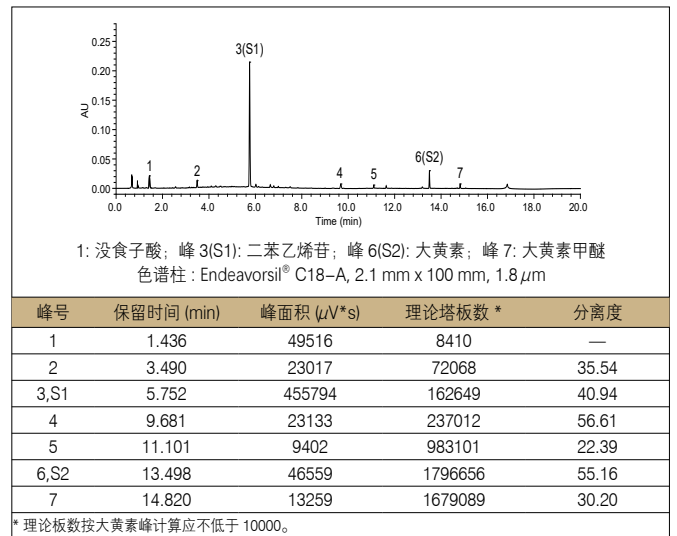 3(S1)
0.25
0.20
0.15
AU
0.10
0.05
0.00
1
2
4
5
6(S2)
7
0.0 2.0 4.0 6.0 8.0 10.0 12.0 14.0 16.0 18.0 20.0
Time (min)
1: 没食子酸；峰 3(S1): 二苯乙烯苷；峰 6(S2): 大黄素；峰 7: 大黄素甲醚
色谱柱 : Endeavorsil® C18–A, 2.1 mm x 100 mm, 1.8 μm
峰号 保留时间 (min) 峰面积 (μV*s) 理论塔板数 * 分离度
1 1.436 49516 8410 —
2 3.490 23017 72068 35.54
3,S1 5.752 455794 162649 40.94
4 9.681 23133 237012 56.61
5 11.101 9402 983101 22.39
6,S2 13.498 46559 1796656 55.16
7 14.820 13259 1679089 30.20
* 理论板数按大黄素峰计算应不低于 10000。